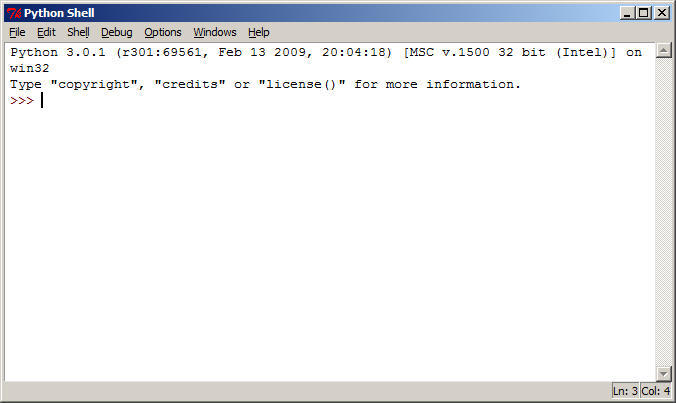 Python Shell
File Edit Shell Debug Options Windows Help
Python 3.0.1 (r301:69561, Feb 13 2009, 20:04:18) [MSC v.1500 32 bit (Intel)] on
win32
Type "copyright", "credits" or "license()" for more information.
>>>
Ln: 3 Col: 4